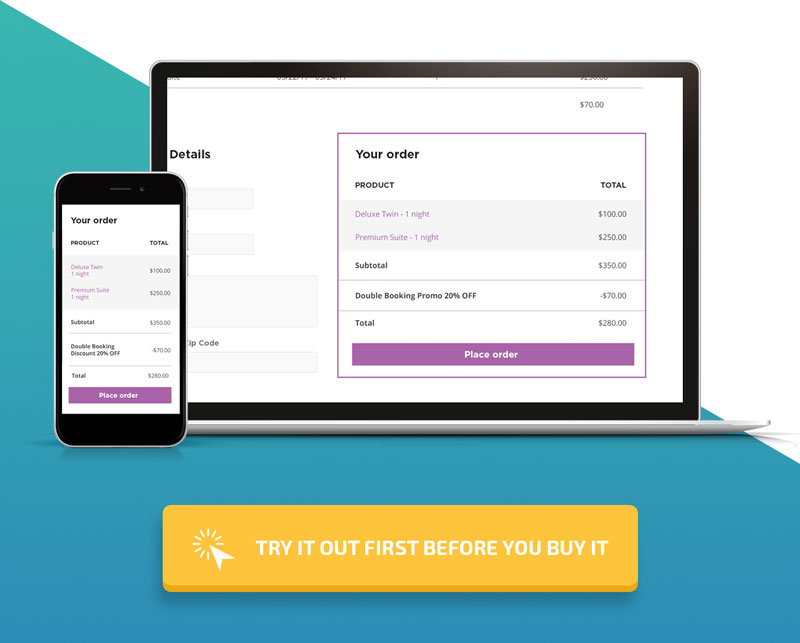 $70.00
Details
Your order
PRODUCT TOTAL
Deluxe Twin - 1 night $100.00
Premium Suite - 1 night $250.00
Subtotal $350.00
Double Booking Promo 20% OFF -$70.00
Total $280.00
Place order
Zip Code
Your order
PRODUCT TOTAL
Deluxe Twin
1 night $100.00
Premium Suite
1 night $250.00
Subtotal $350.00
Double Booking
Discount 20% OFF -$70.00
Total $280.00
Place order
TRY IT OUT FIRST BEFORE YOU BUY IT